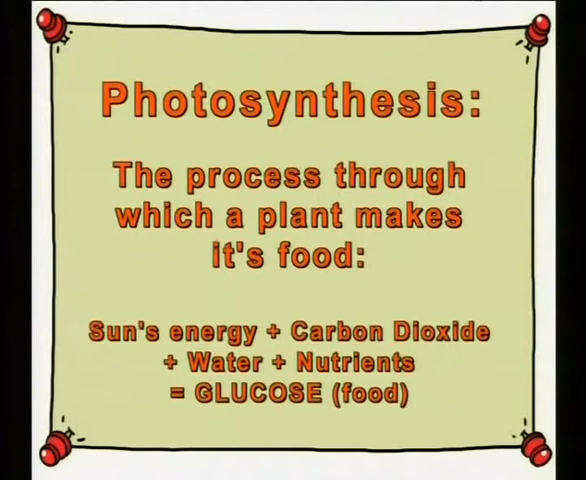 Photosynthesis:
The process through
which a plant makes
it's food:
Sun's energy + Carbon Dioxide
+ Water + Nutrients
= GLUCOSE (food)